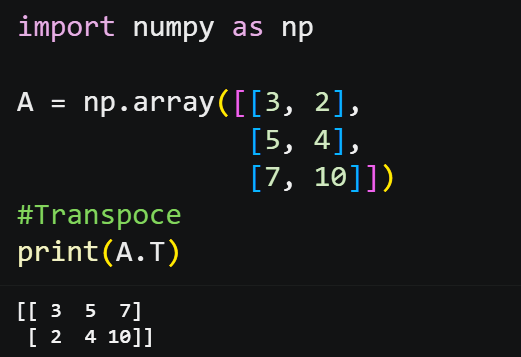 import numpy as np
A = np.array([[3, 2],
[5, 4],
[7, 10]])
#Transpoce
print(A.T)
[[ 3  5  7]
[ 2  4 10]]